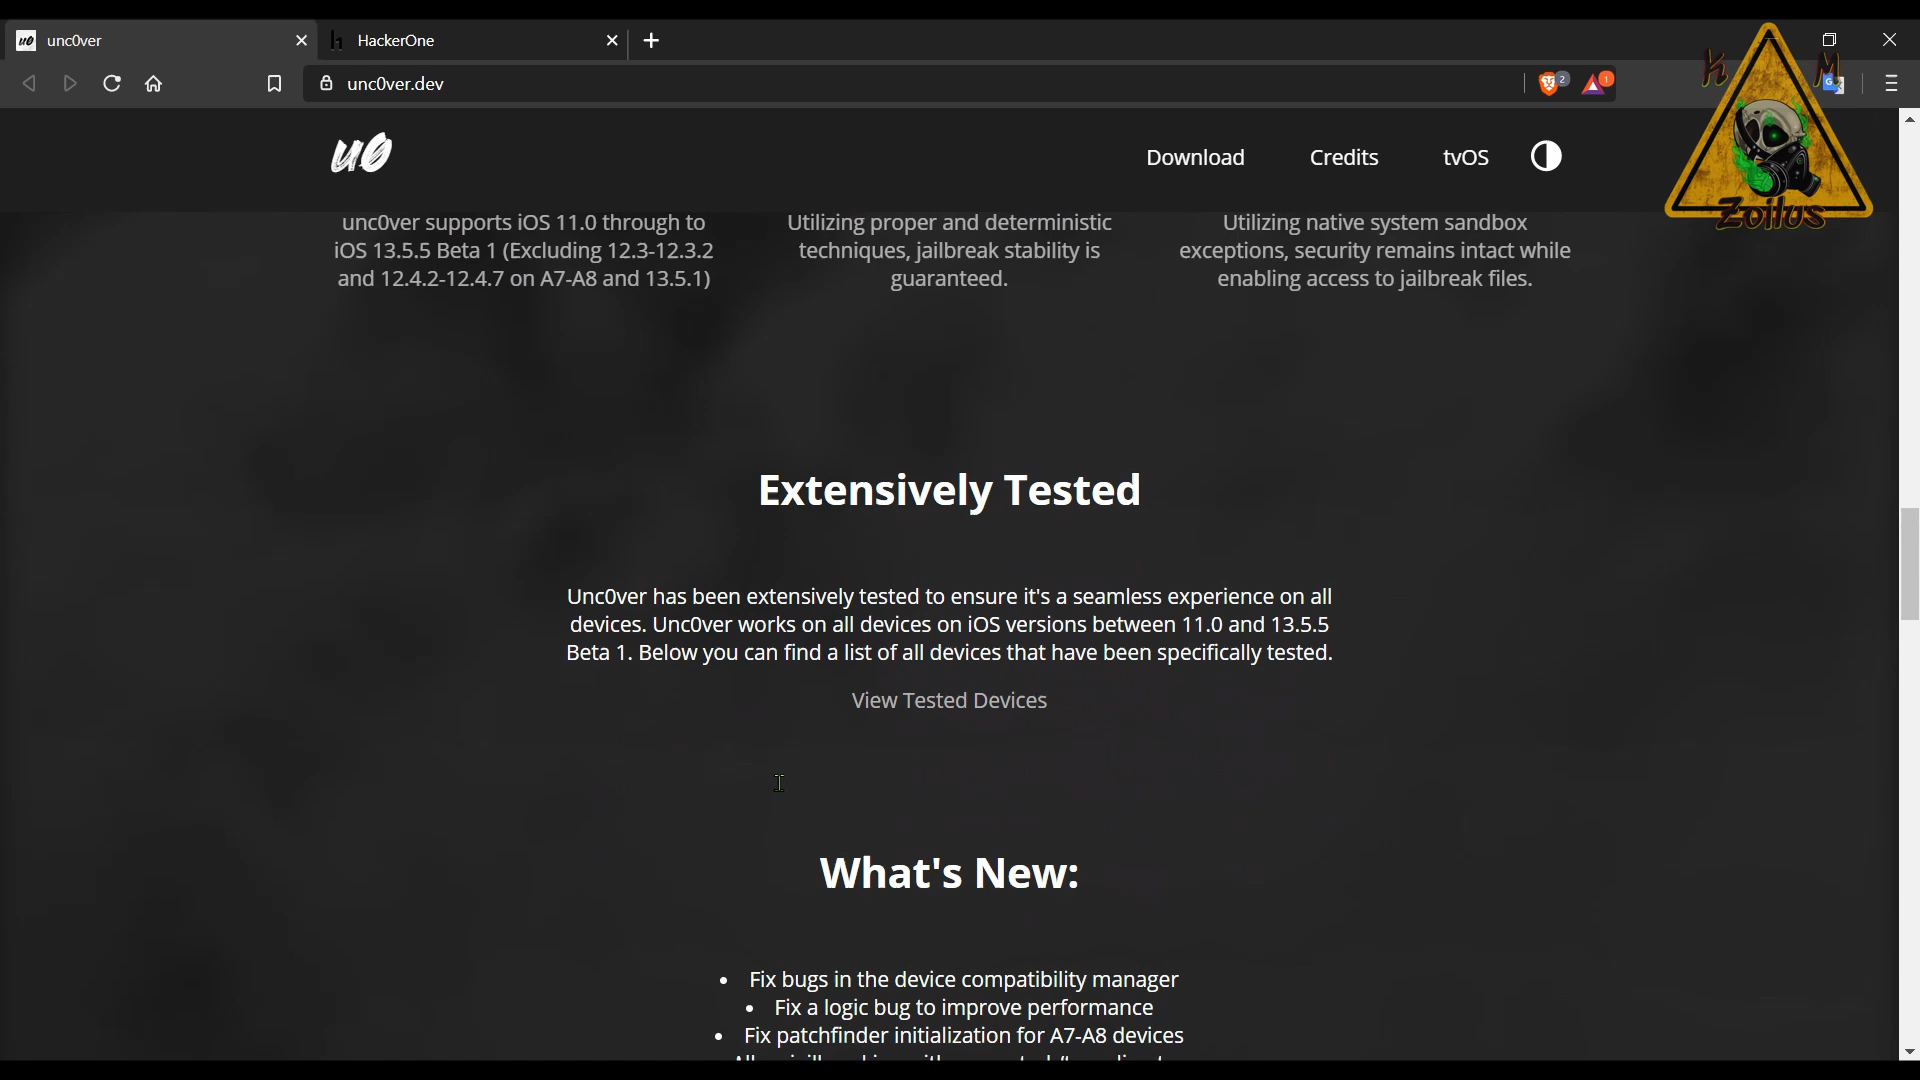 unc0ver
HackerOne
unc0ver.dev
2
1
K M
Zoilus
u0
Download
Credits
tvOS
unc0ver supports iOS 11.0 through to
iOS 13.5.5 Beta 1 (Excluding 12.3-12.3.2
and 12.4.2-12.4.7 on A7-A8 and 13.5.1)
Utilizing proper and deterministic
techniques, jailbreak stability is
guaranteed.
Utilizing native system sandbox
exceptions, security remains intact while
enabling access to jailbreak files.
Extensively Tested
Unc0ver has been extensively tested to ensure it's a seamless experience on all
devices. Unc0ver works on all devices on iOS versions between 11.0 and 13.5.5
Beta 1. Below you can find a list of all devices that have been specifically tested.
View Tested Devices
What's New:
• Fix bugs in the device compatibility manager
• Fix a logic bug to improve performance
• Fix patchfinder initialization for A7-A8 devices